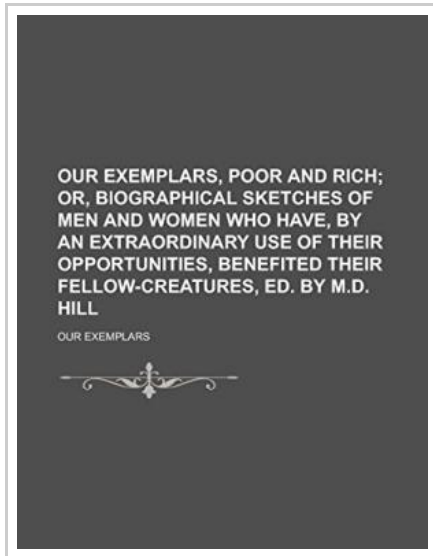 OUR EXEMPLARS, POOR AND RICH;
OR, BIOGRAPHICAL SKETCHES OF
MEN AND WOMEN WHO HAVE, BY
AN EXTRAORDINARY USE OF THEIR
OPPORTUNITIES, BENEFITED THEIR
FELLOW-CREATURES, ED. BY M.D.
HILL
OUR EXEMPLARS